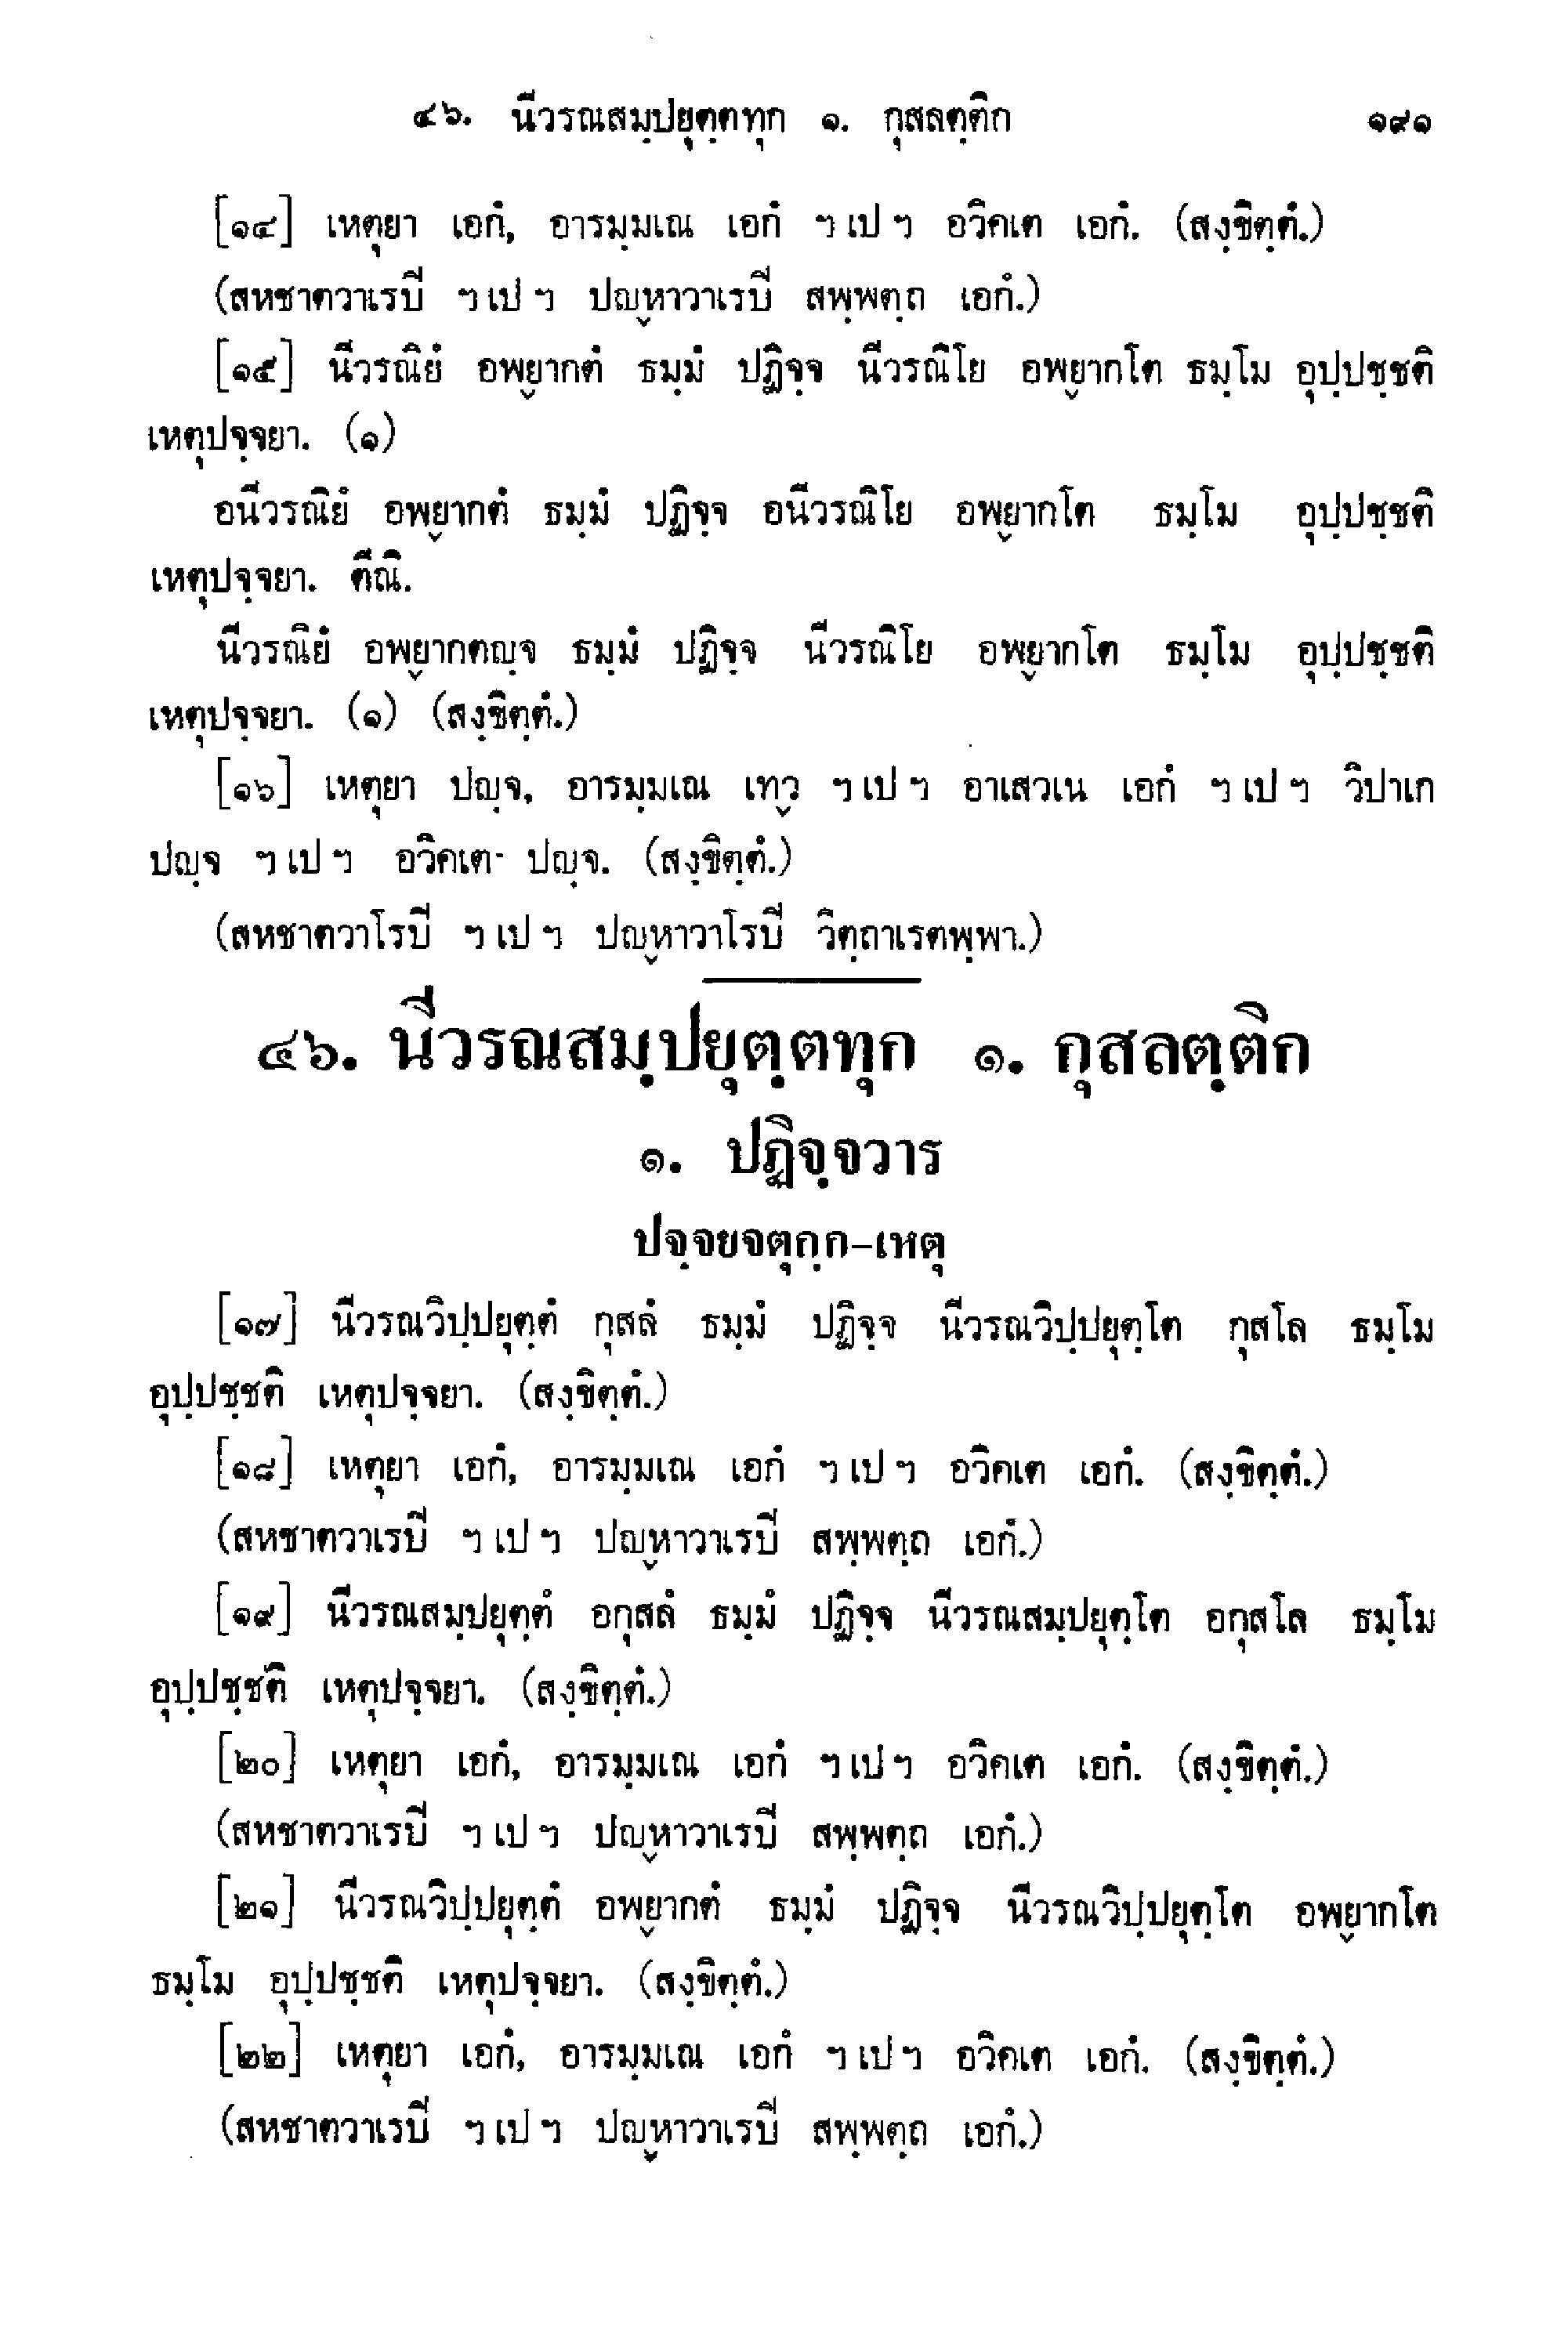 ๔๖. นีวรณสมฺปยุตฺตทุก ๑. กุสลตฺติก ๑๙๑
[๑๔] เหตุยา เอกํ, อารมฺมเณ เอกํ ฯ เป ฯ อวิคเต เอกํ. (สงฺขิตฺตํ.)
(สหชาตวาเรปิ ฯ เป ฯ ปญฺหาวาเรปิ สพฺพตฺถ เอกํ.)
[๑๕] นีวรณิยํ อพฺยากตํ ธมฺมํ ปฏิจฺจ นีวรณิโย อพฺยากโต ธมฺโม อุปฺปชฺชติ
เหตุปจฺจยา. (๑)
อนีวรณิยํ อพฺยากตํ ธมฺมํ ปฏิจฺจ อนีวรณิโย อพฺยากโต ธมฺโม อุปฺปชฺชติ
เหตุปจฺจยา. ตีณิ.
นีวรณิยํ อพฺยากตญฺจ ธมฺมํ ปฏิจฺจ นีวรณิโย อพฺยากโต ธมฺโม อุปฺปชฺชติ
เหตุปจฺจยา. (๑) (สงฺขิตฺตํ.)
[๑๖] เหตุยา ปญฺจ, อารมฺมเณ เทฺว ฯ เป ฯ อาเสวเน เอกํ ฯ เป ฯ วิปาเก
ปญฺจ ฯ เป ฯ อวิคเต ปญฺจ. (สงฺขิตฺตํ.)
(สหชาตวาโรปิ ฯ เป ฯ ปญฺหาวาโรปิ วิตฺถาเรตพฺพา.)
๔๖. นีวรณสมฺปยุตฺตทุก ๑. กุสลตฺติก
๑. ปฏิจฺจวาร
ปจฺจยจตุกฺก–เหตุ
[๑๗] นีวรณวิปฺปยุตฺตํ กุสลํ ธมฺมํ ปฏิจฺจ นีวรณวิปฺปยุตฺโต กุสโล ธมฺโม
อุปฺปชฺชติ เหตุปจฺจยา. (สงฺขิตฺตํ.)
[๑๘] เหตุยา เอกํ, อารมฺมเณ เอกํ ฯ เป ฯ อวิคเต เอกํ. (สงฺขิตฺตํ.)
(สหชาตวาเรปิ ฯ เป ฯ ปญฺหาวาเรปิ สพฺพตฺถ เอกํ.)
[๑๙] นีวรณสมฺปยุตฺตํ อกุสลํ ธมฺมํ ปฏิจฺจ นีวรณสมฺปยุตฺโต อกุสโล ธมฺโม
อุปฺปชฺชติ เหตุปจฺจยา. (สงฺขิตฺตํ.)
[๒๐] เหตุยา เอกํ, อารมฺมเณ เอกํ ฯ เป ฯ อวิคเต เอกํ. (สงฺขิตฺตํ.)
(สหชาตวาเรปิ ฯ เป ฯ ปญฺหาวาเรปิ สพฺพตฺถ เอกํ.)
[๒๑] นีวรณวิปฺปยุตฺตํ อพฺยากตํ ธมฺมํ ปฏิจฺจ นีวรณวิปฺปยุตฺโต อพฺยากโต
ธมฺโม อุปฺปชฺชติ เหตุปจฺจยา. (สงฺขิตฺตํ.)
[๒๒] เหตุยา เอกํ, อารมฺมเณ เอกํ ฯ เป ฯ อวิคเต เอกํ. (สงฺขิตฺตํ.)
(สหชาตวาเรปิ ฯ เป ฯ ปญฺหาวาเรปิ สพฺพตฺถ เอกํ.)